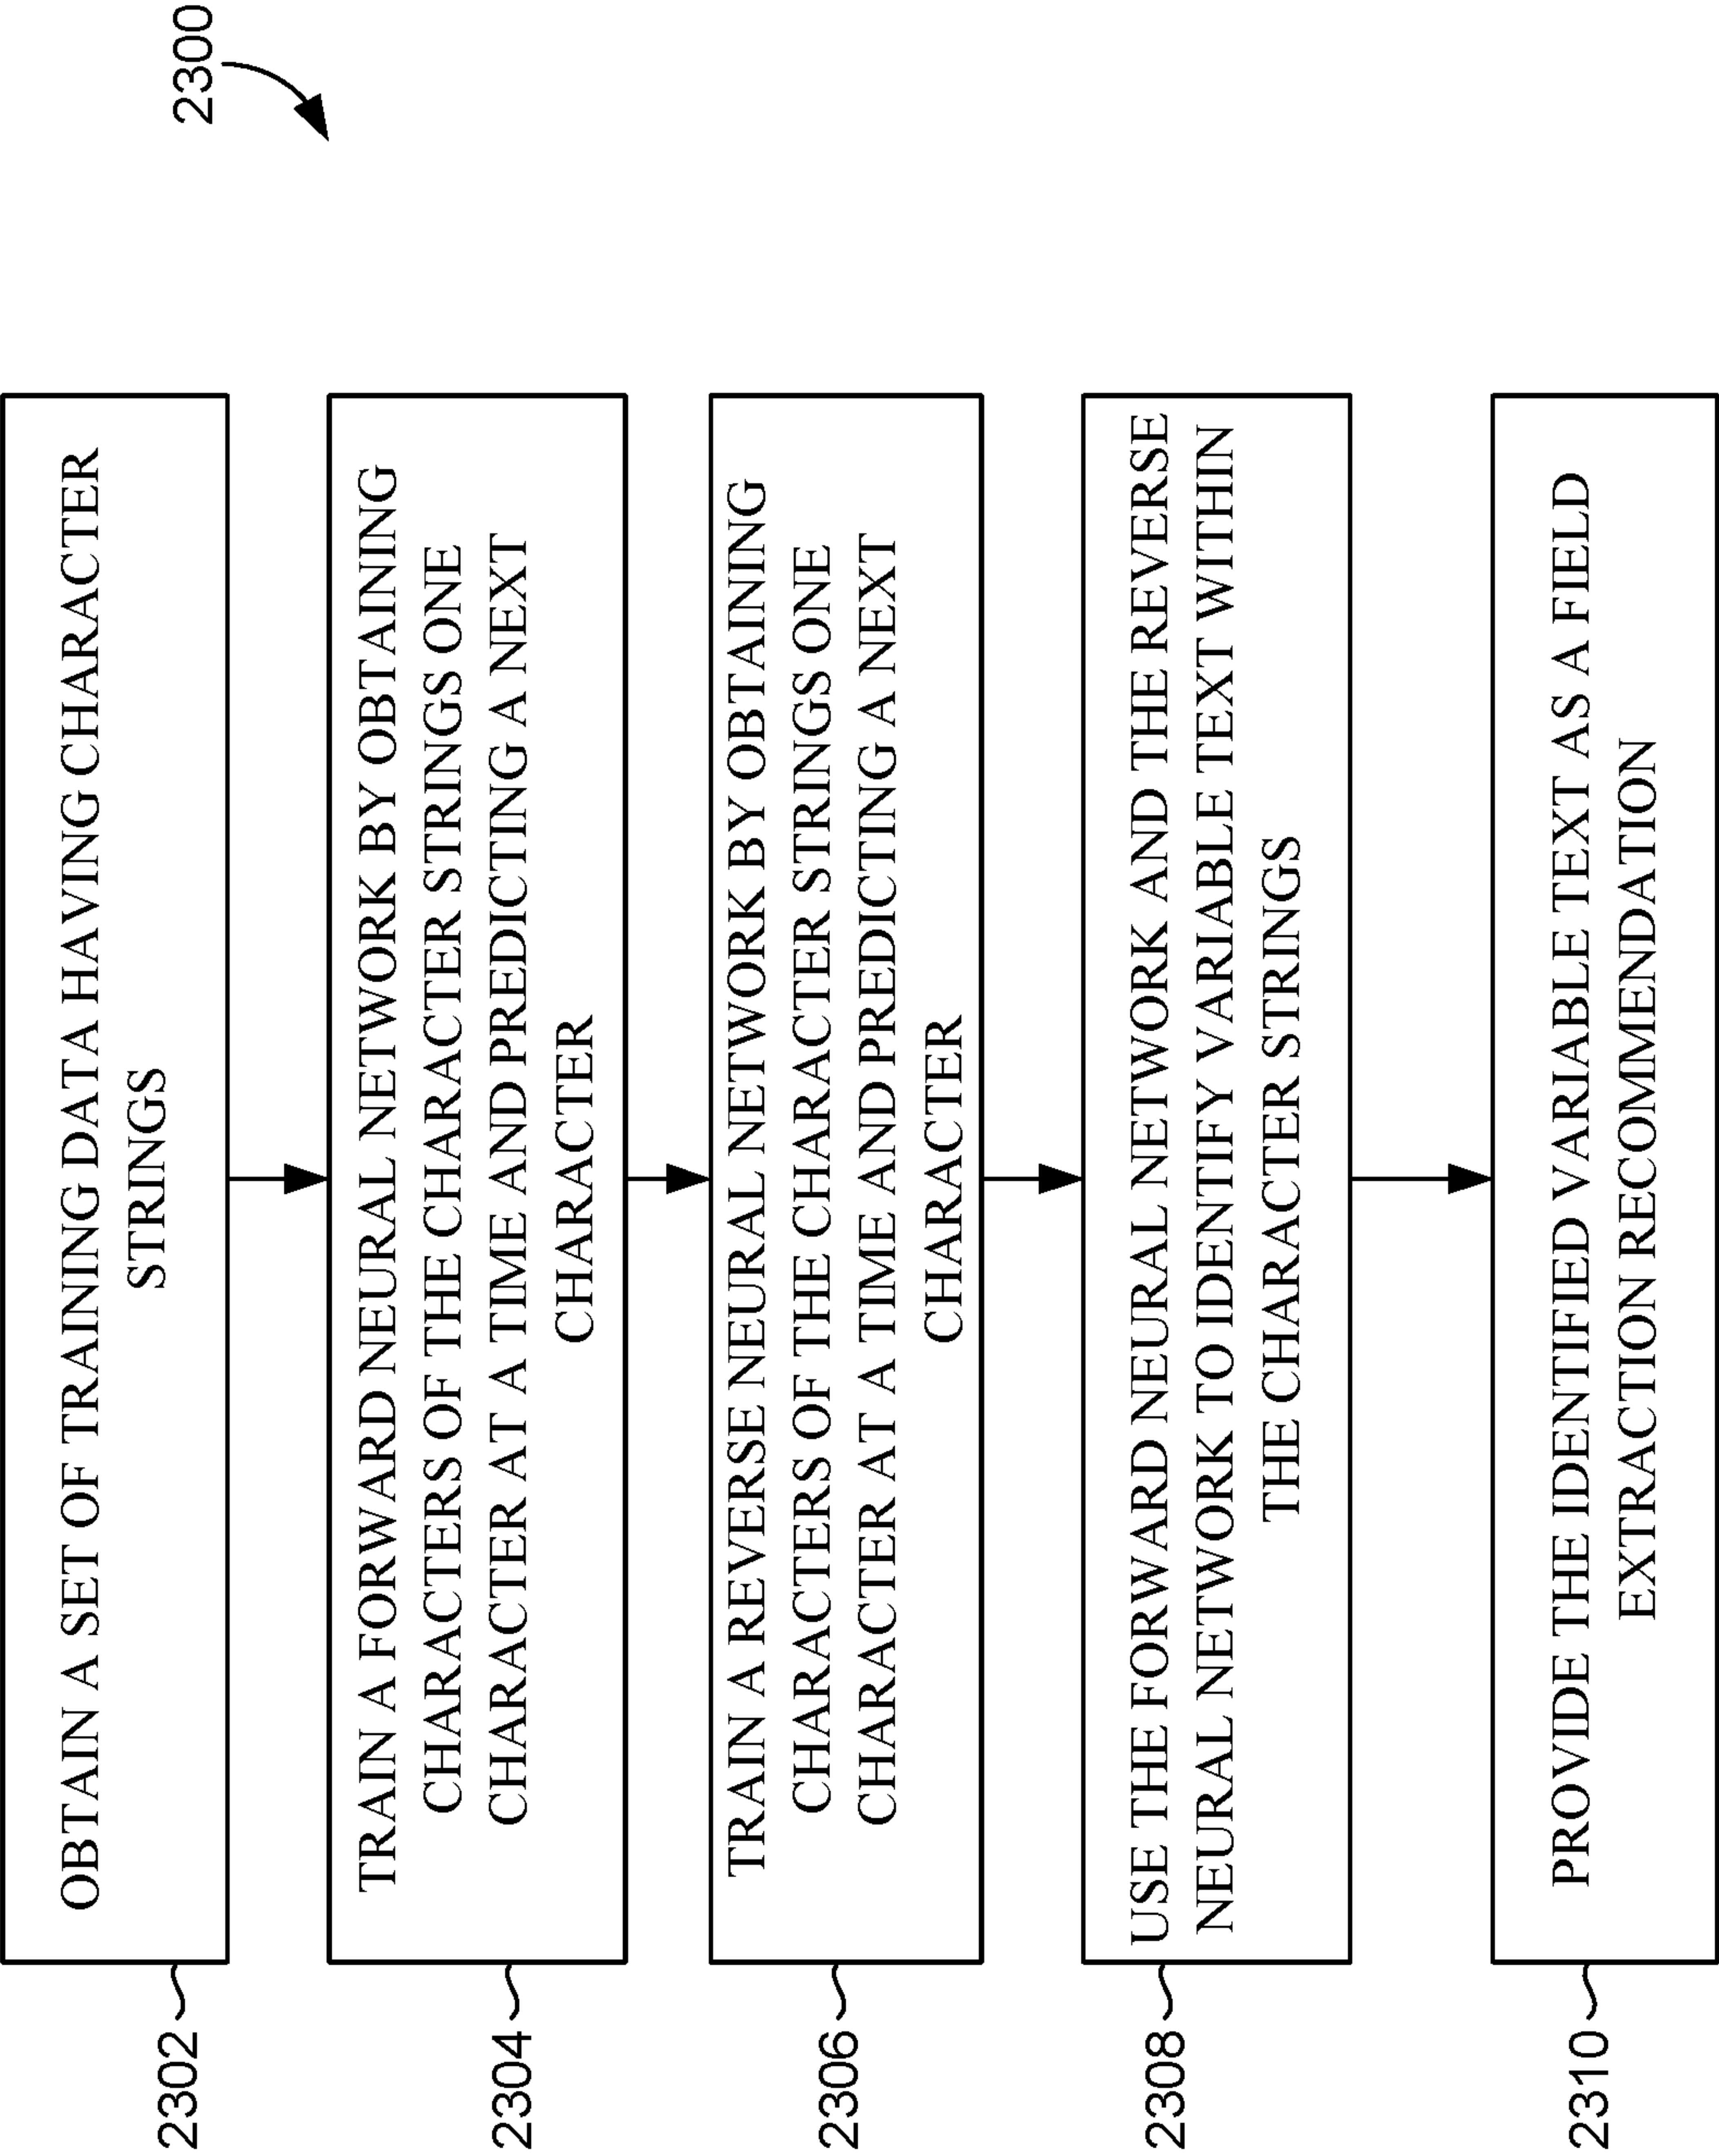 2300
2302
OBTAIN A SET OF TRAINING DATA HAVING CHARACTER
STRINGS
2304
TRAIN A FORWARD NEURAL NETWORK BY OBTAINING
CHARACTERS OF THE CHARACTER STRINGS ONE
CHARACTER AT A TIME AND PREDICTING A NEXT
CHARACTER
2306
TRAIN A REVERSE NEURAL NETWORK BY OBTAINING
CHARACTERS OF THE CHARACTER STRINGS ONE
CHARACTER AT A TIME AND PREDICTING A NEXT
CHARACTER
2308
USE THE FORWARD NEURAL NETWORK AND THE REVERSE
NEURAL NETWORK TO IDENTIFY VARIABLE TEXT WITHIN
THE CHARACTER STRINGS
2310
PROVIDE THE IDENTIFIED VARIABLE TEXT AS A FIELD
EXTRACTION RECOMMENDATION